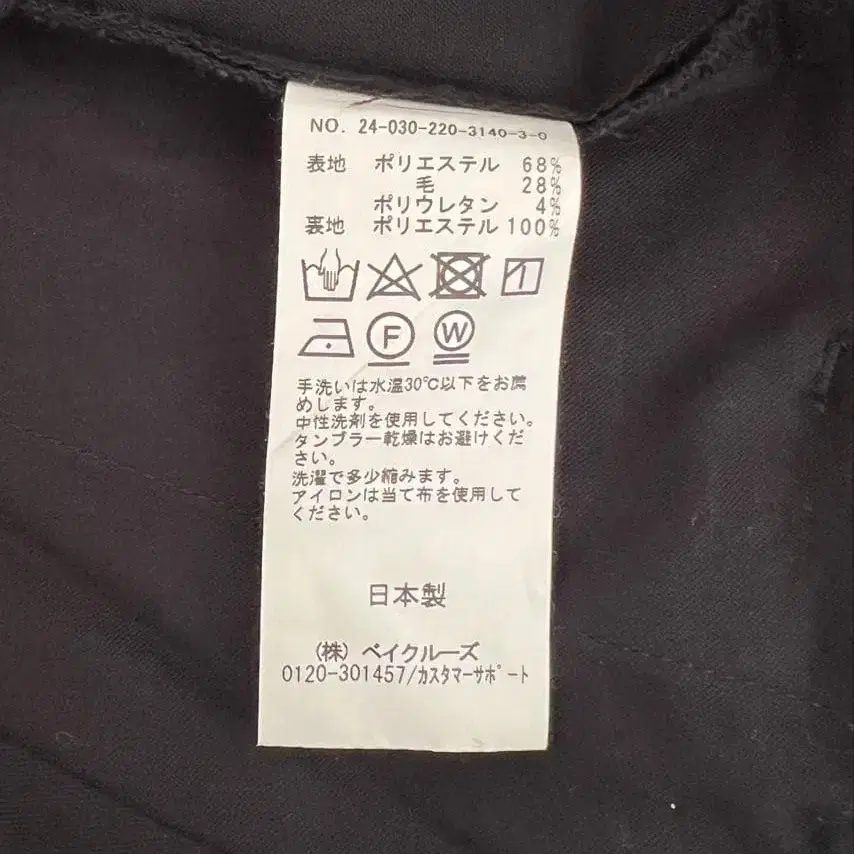 NO. 24-030-220-3140-3-0
表地 ポリエステル 68%
毛 28%
ポリウレタン 4%
裏地 ポリエステル 100%
F W
手洗いは水温30℃以下をお薦
めします。
中性洗剤を使用してください。
タンブラー乾燥はお避けくだ
さい。
洗濯で多少縮みます。
アイロンは当て布を使用して
ください。
日本製
(株) ベイクルーズ
0120-301457/カスタマーサポート